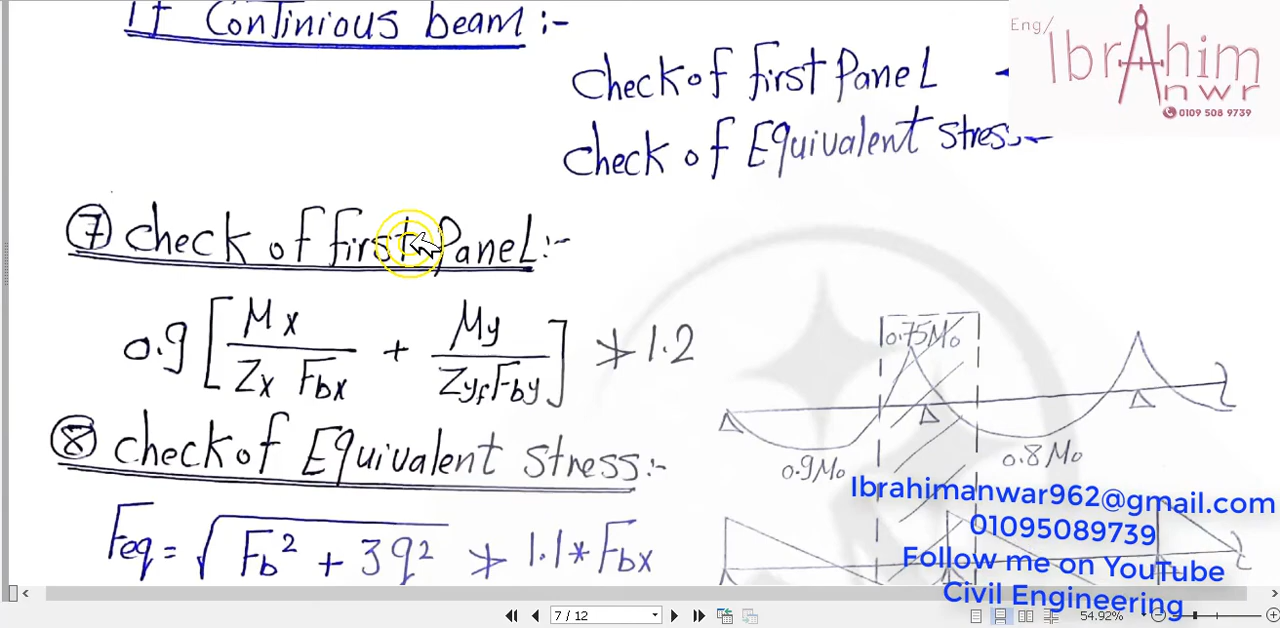 If Continious beam :-
Eng/
IbrAhim
Anwr
0109 508 9739
Check of First Panel -
Check of Equivalent stress -
⑦ Check of first Panel :-
0.9 [ Mx / Zx Fbx + My / Zyf Fby ] ≯ 1.2
0.75Mo
0.9Mo
0.8Mo
⑧ Check of Equivalent stress :-
Feq = √ Fb² + 3q² ≯ 1.1 * Fbx
Ibrahimanwar962@gmail.com
01095089739
Follow me on YouTube
Civil Engineering
7 / 12
54.92%